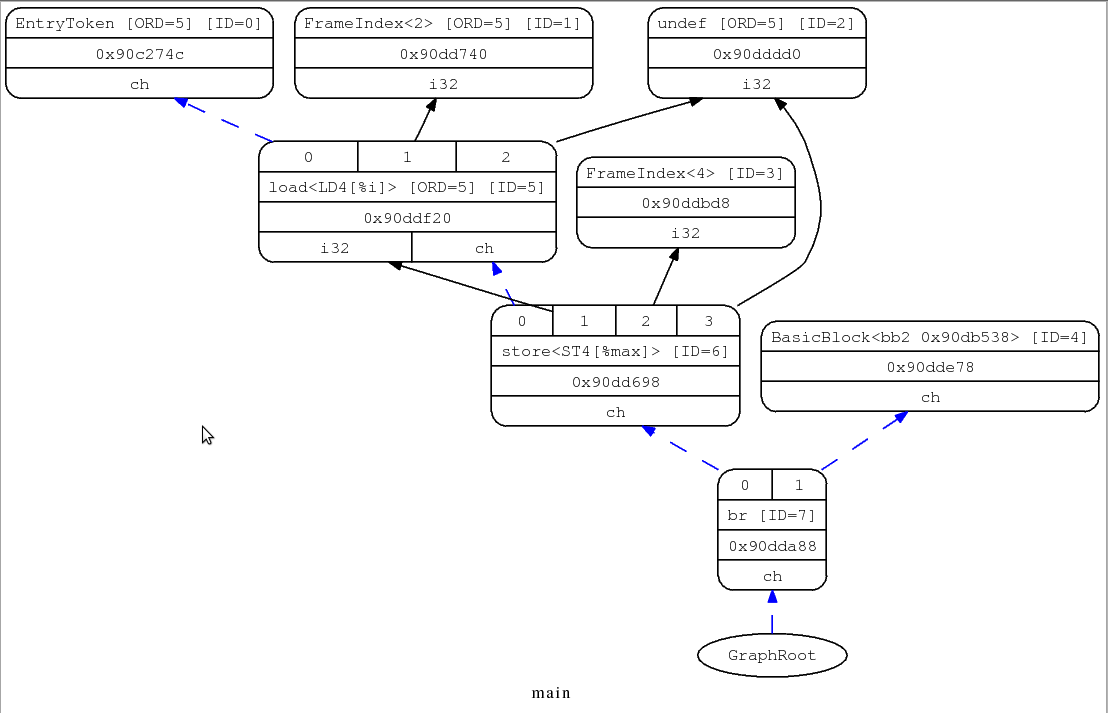 EntryToken [ORD=5] [ID=0]
0x90c274c
ch
FrameIndex<2> [ORD=5] [ID=1]
0x90dd740
i32
undef [ORD=5] [ID=2]
0x90dddd0
i32
0 1 2
load<LD4[%i]> [ORD=5] [ID=5]
0x90ddf20
i32 ch
FrameIndex<4> [ID=3]
0x90ddbd8
i32
0 1 2 3
store<ST4[%max]> [ID=6]
0x90dd698
ch
BasicBlock<bb2 0x90db538> [ID=4]
0x90dde78
ch
0 1
br [ID=7]
0x90dda88
ch
GraphRoot
main